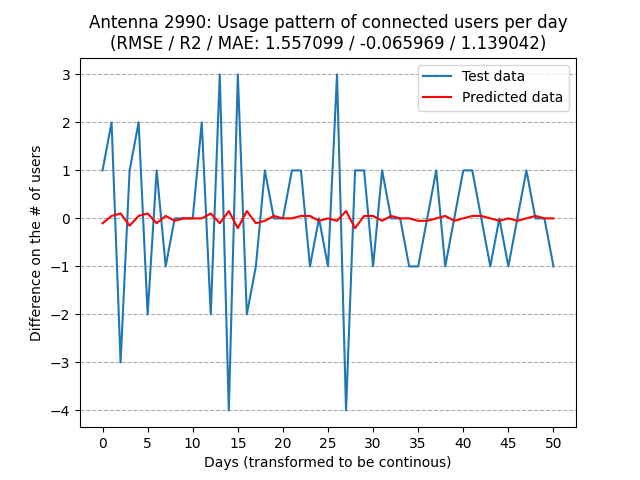 Antenna 2990: Usage pattern of connected users per day
(RMSE / R2 / MAE: 1.557099 / -0.065969 / 1.139042)
Test data
Predicted data
Difference on the # of users
3
2
1
0
−1
−2
−3
−4
0 5 10 15 20 25 30 35 40 45 50
Days (transformed to be continous)